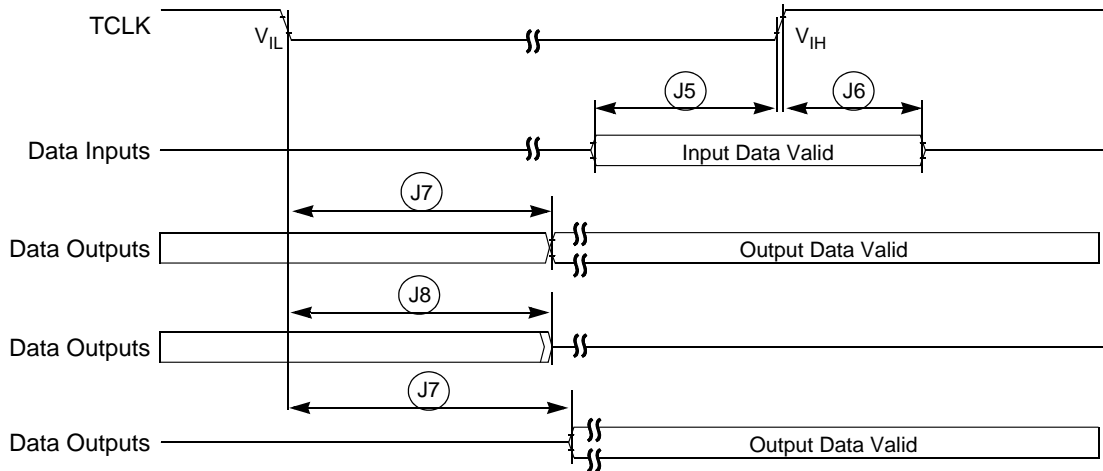 TCLK
V_IL
V_IH
J5
J6
Data Inputs
Input Data Valid
J7
Data Outputs
Output Data Valid
J8
Data Outputs
J7
Data Outputs
Output Data Valid